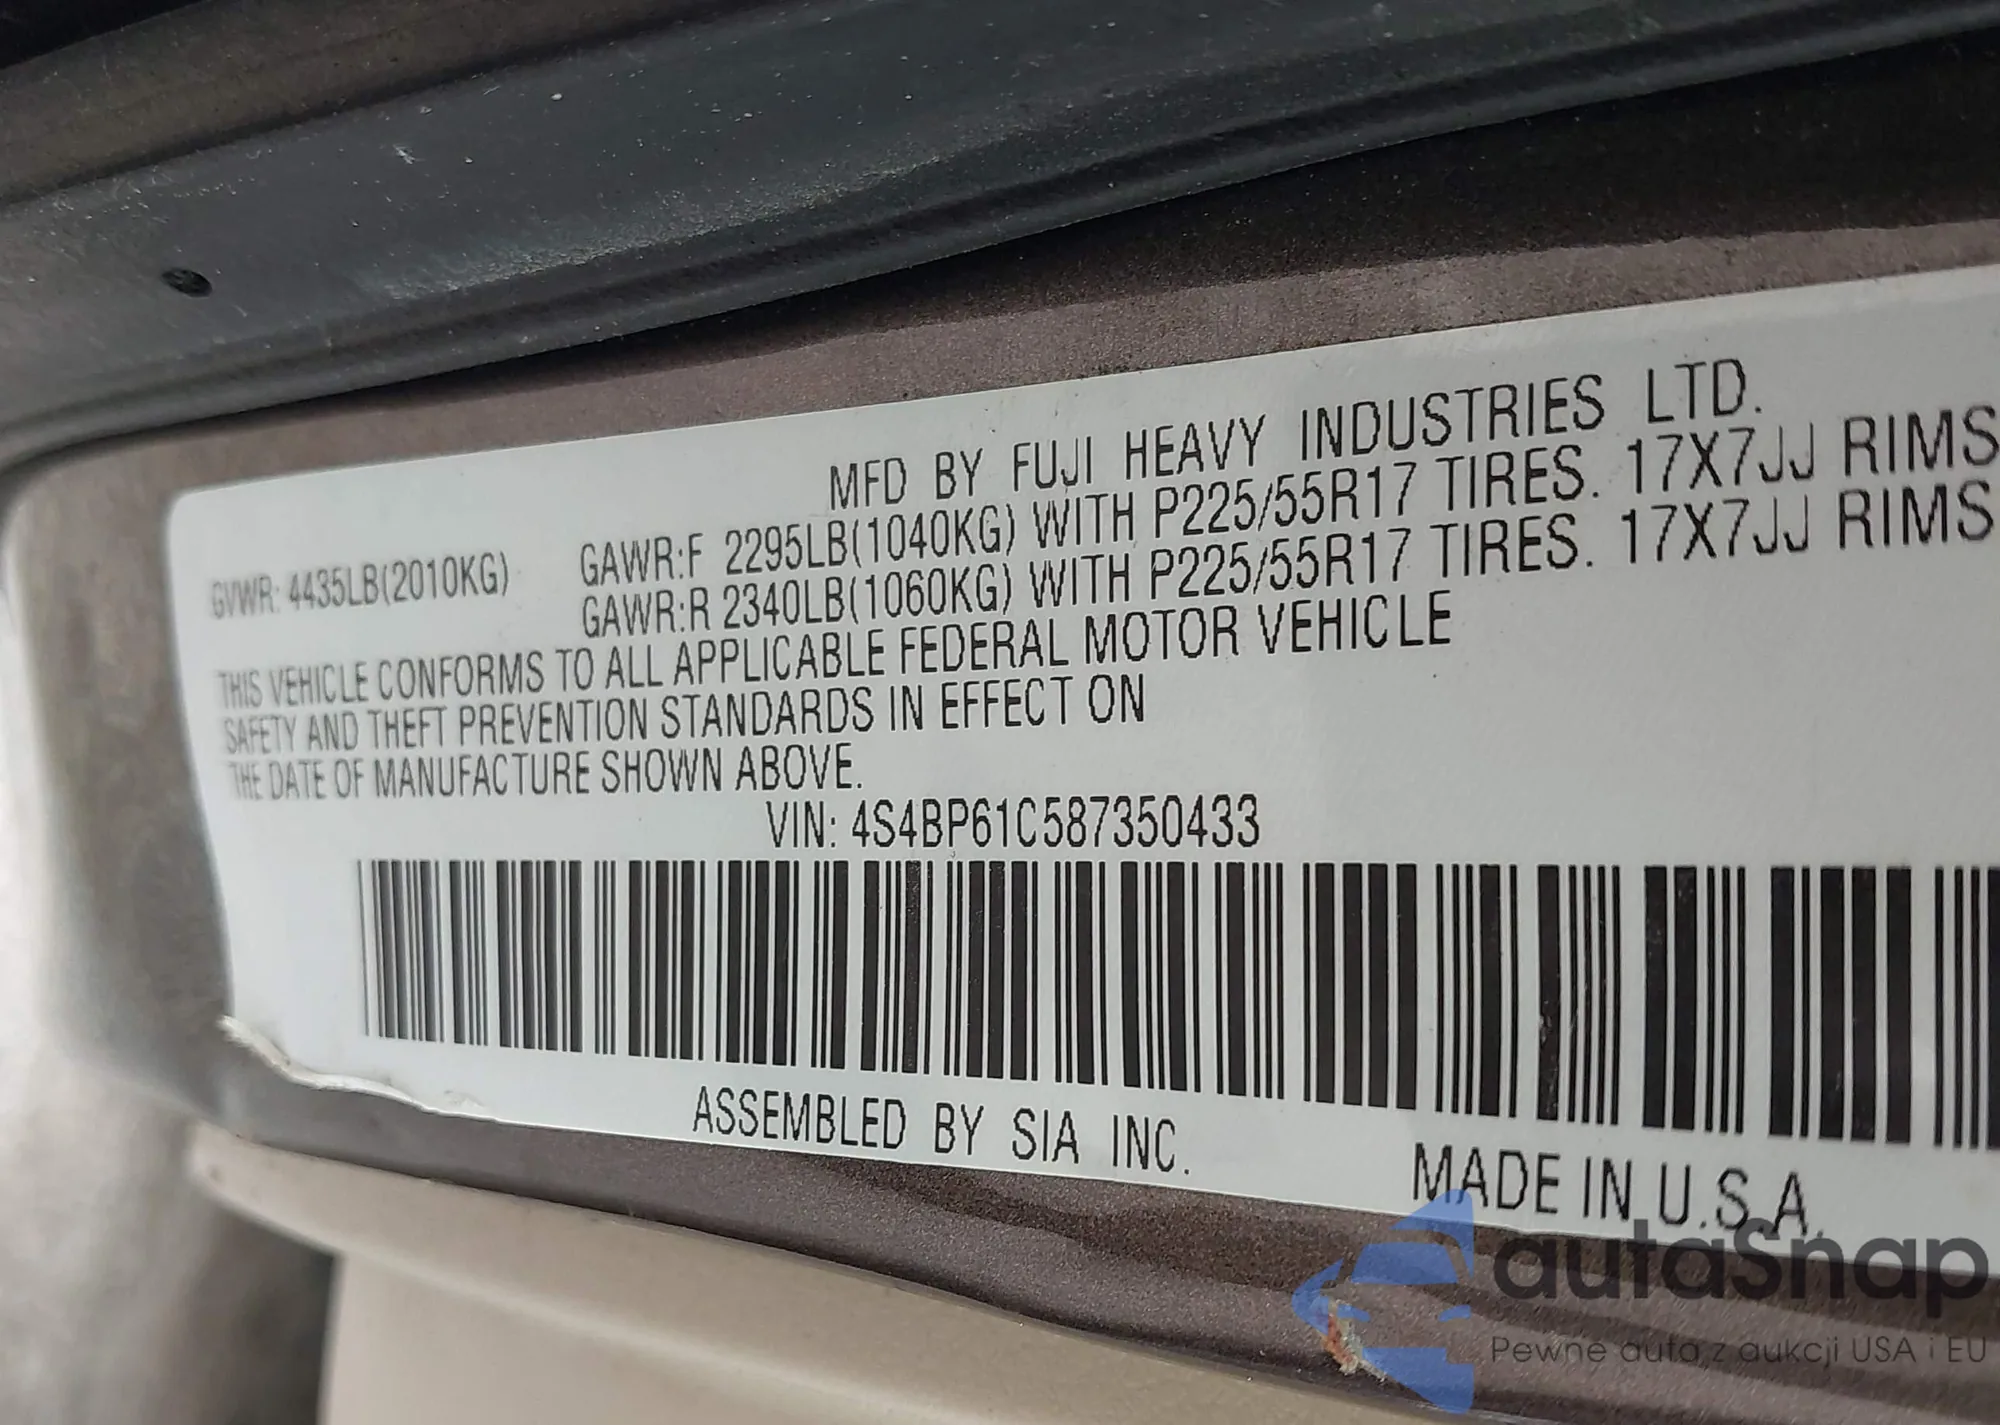 MFD BY FUJI HEAVY INDUSTRIES LTD.
GVWR: 4435LB(2010KG) GAWR:F 2295LB(1040KG) WITH P225/55R17 TIRES. 17X7JJ RIMS
GAWR:R 2340LB(1060KG) WITH P225/55R17 TIRES. 17X7JJ RIMS
THIS VEHICLE CONFORMS TO ALL APPLICABLE FEDERAL MOTOR VEHICLE
SAFETY AND THEFT PREVENTION STANDARDS IN EFFECT ON
THE DATE OF MANUFACTURE SHOWN ABOVE.
VIN: 4S4BP61C587350433
ASSEMBLED BY SIA INC.
MADE IN U.S.A.
autaSnap
Pewne auta z aukcji USA i EU